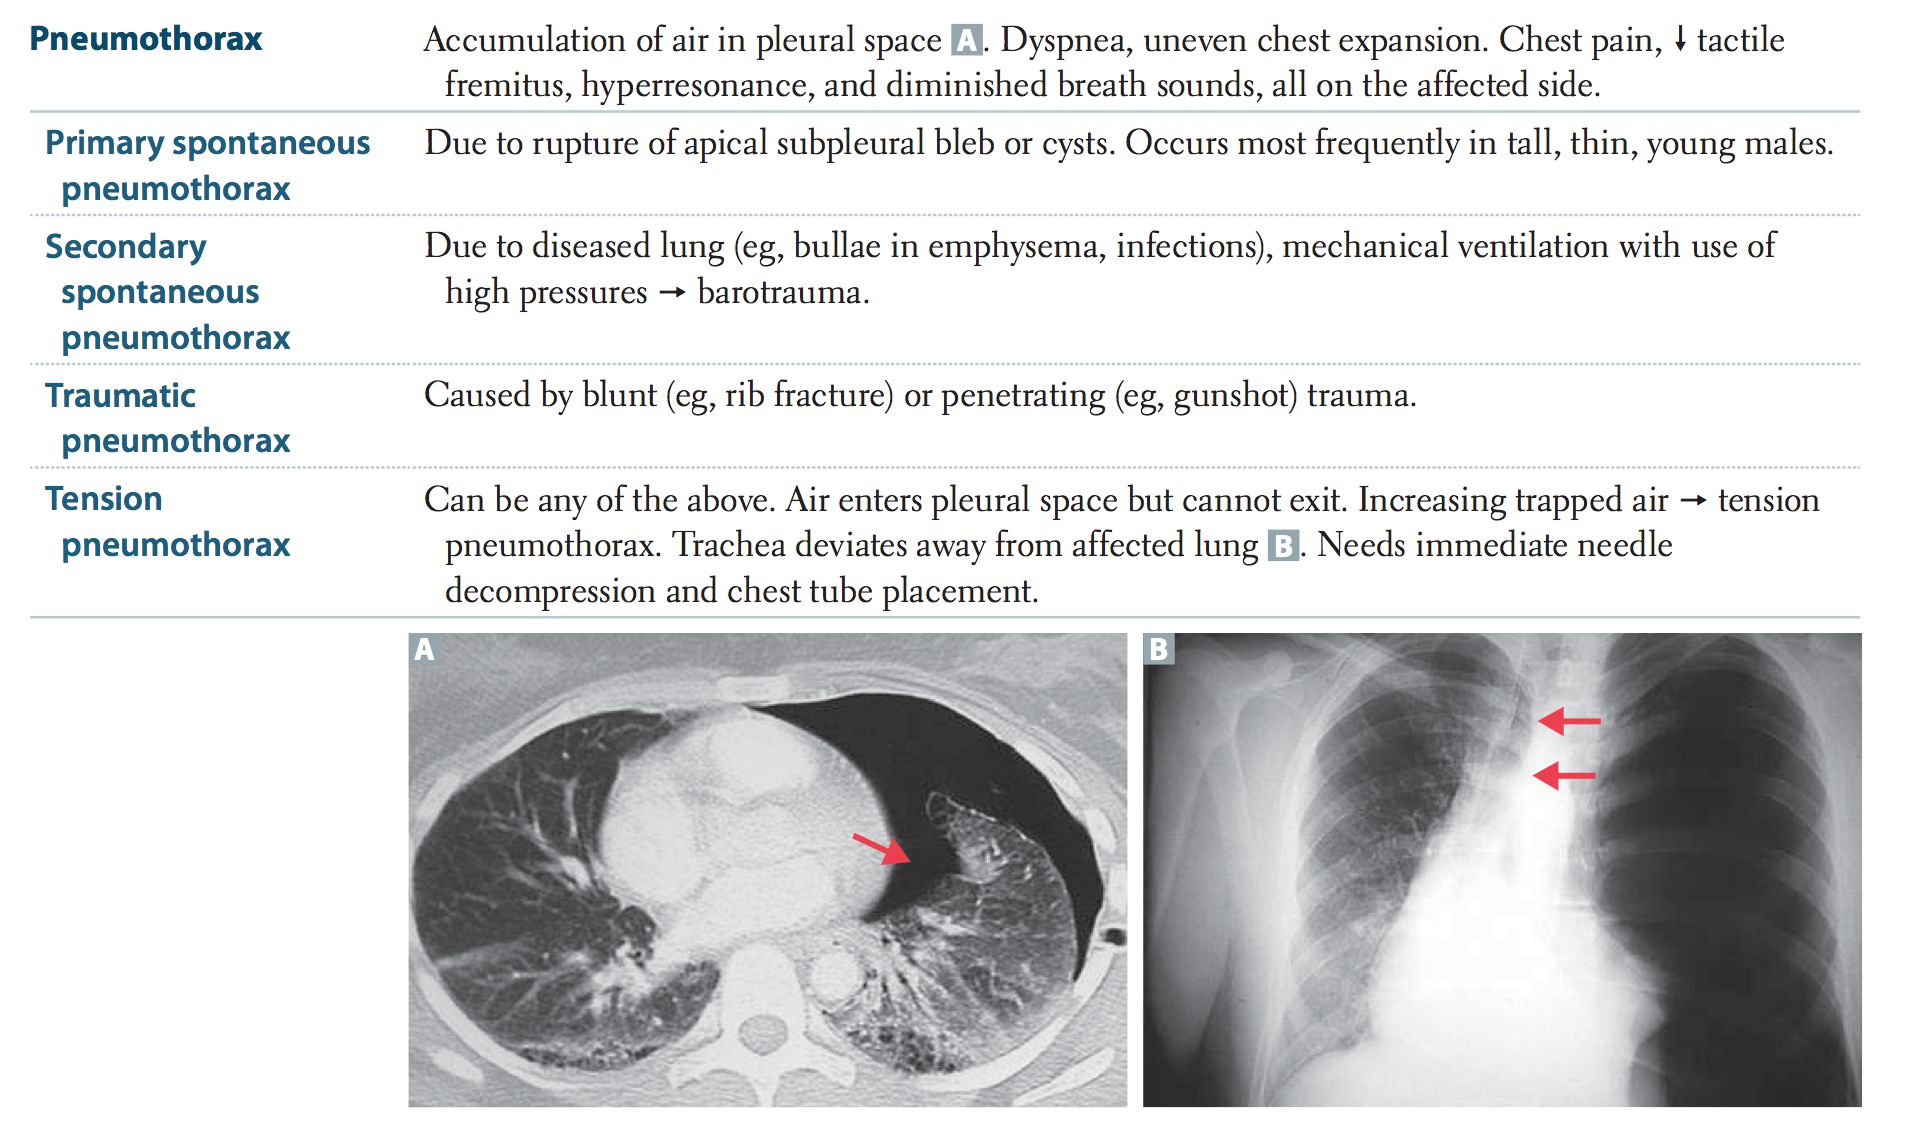 Pneumothorax
Accumulation of air in pleural space A. Dyspnea, uneven chest expansion. Chest pain, ↓ tactile
fremitus, hyperresonance, and diminished breath sounds, all on the affected side.
Primary spontaneous
pneumothorax
Due to rupture of apical subpleural bleb or cysts. Occurs most frequently in tall, thin, young males.
Secondary
spontaneous
pneumothorax
Due to diseased lung (eg, bullae in emphysema, infections), mechanical ventilation with use of
high pressures → barotrauma.
Traumatic
pneumothorax
Caused by blunt (eg, rib fracture) or penetrating (eg, gunshot) trauma.
Tension
pneumothorax
Can be any of the above. Air enters pleural space but cannot exit. Increasing trapped air → tension
pneumothorax. Trachea deviates away from affected lung B. Needs immediate needle
decompression and chest tube placement.
A
B